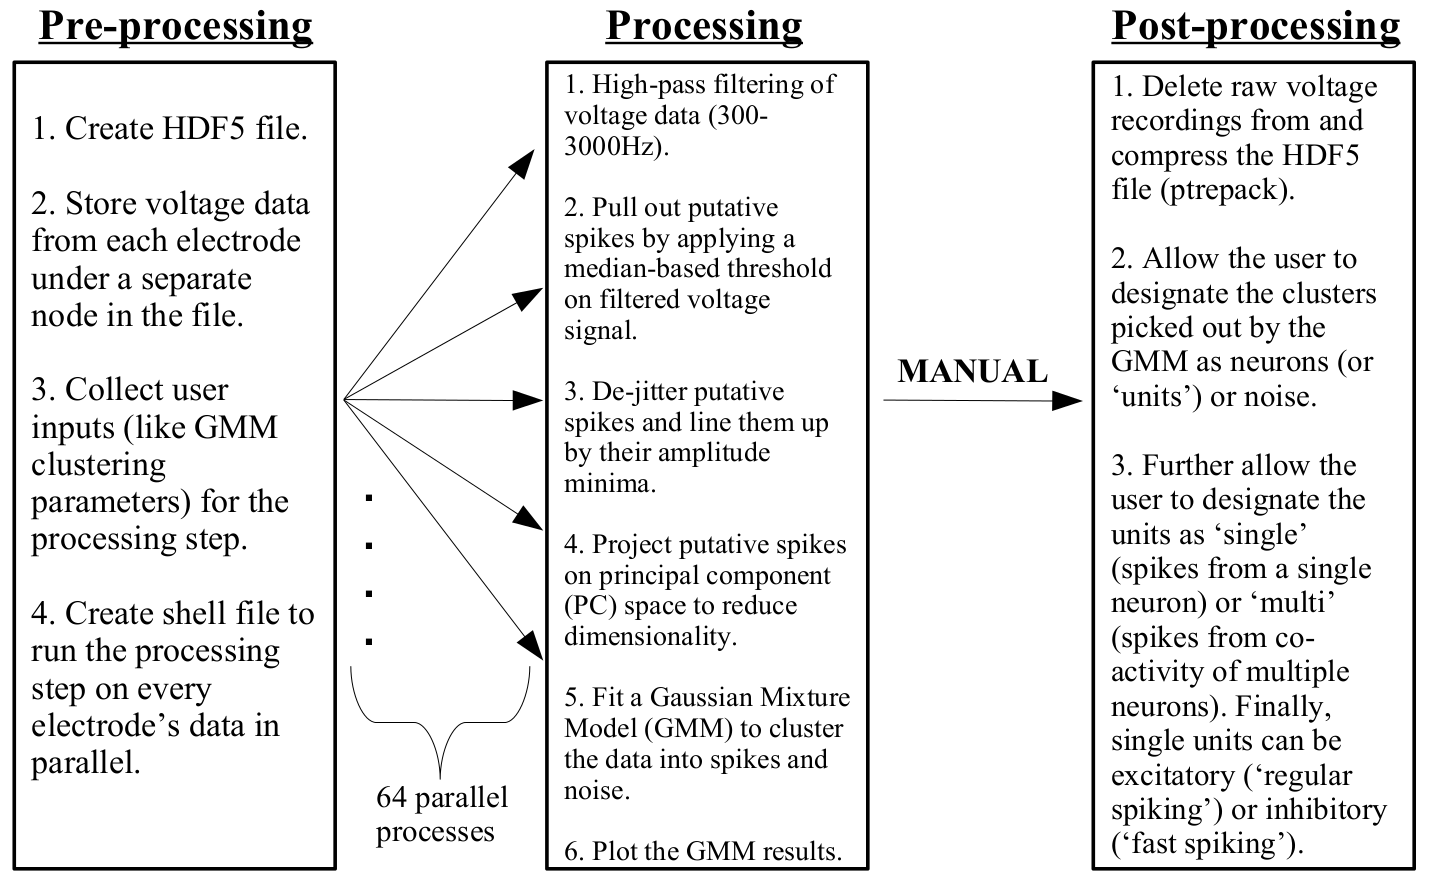 Pre-processing
1. Create HDF5 file.
2. Store voltage data
from each electrode
under a separate
node in the file.
3. Collect user
inputs (like GMM
clustering
parameters) for the
processing step.
4. Create shell file to
run the processing
step on every
electrode’s data in
parallel.
64 parallel
processes
Processing
1. High-pass filtering of
voltage data (300-
3000Hz).
2. Pull out putative
spikes by applying a
median-based threshold
on filtered voltage
signal.
3. De-jitter putative
spikes and line them up
by their amplitude
minima.
4. Project putative spikes
on principal component
(PC) space to reduce
dimensionality.
5. Fit a Gaussian Mixture
Model (GMM) to cluster
the data into spikes and
noise.
6. Plot the GMM results.
MANUAL
Post-processing
1. Delete raw voltage
recordings from and
compress the HDF5
file (ptrepack).
2. Allow the user to
designate the clusters
picked out by the
GMM as neurons (or
‘units’) or noise.
3. Further allow the
user to designate the
units as ‘single’
(spikes from a single
neuron) or ‘multi’
(spikes from co-
activity of multiple
neurons). Finally,
single units can be
excitatory (‘regular
spiking’) or inhibitory
(‘fast spiking’).